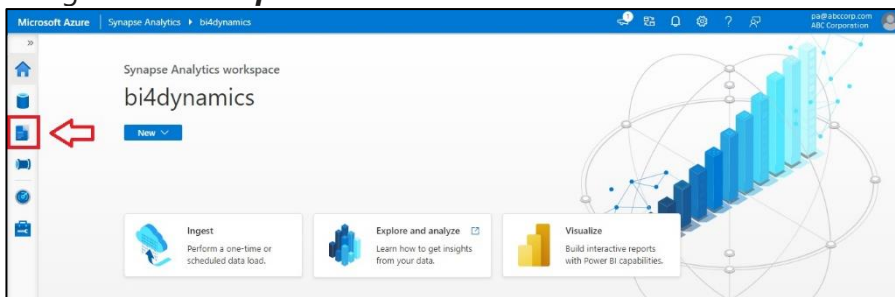 Microsoft Azure | Synapse Analytics ▸ bi4dynamics
pa@abccorp.com
ABC Corporation
Synapse Analytics workspace
bi4dynamics
New
Ingest
Perform a one-time or
scheduled data load.
Explore and analyze
Learn how to get insights
from your data.
Visualize
Build interactive reports
with Power BI capabilities.